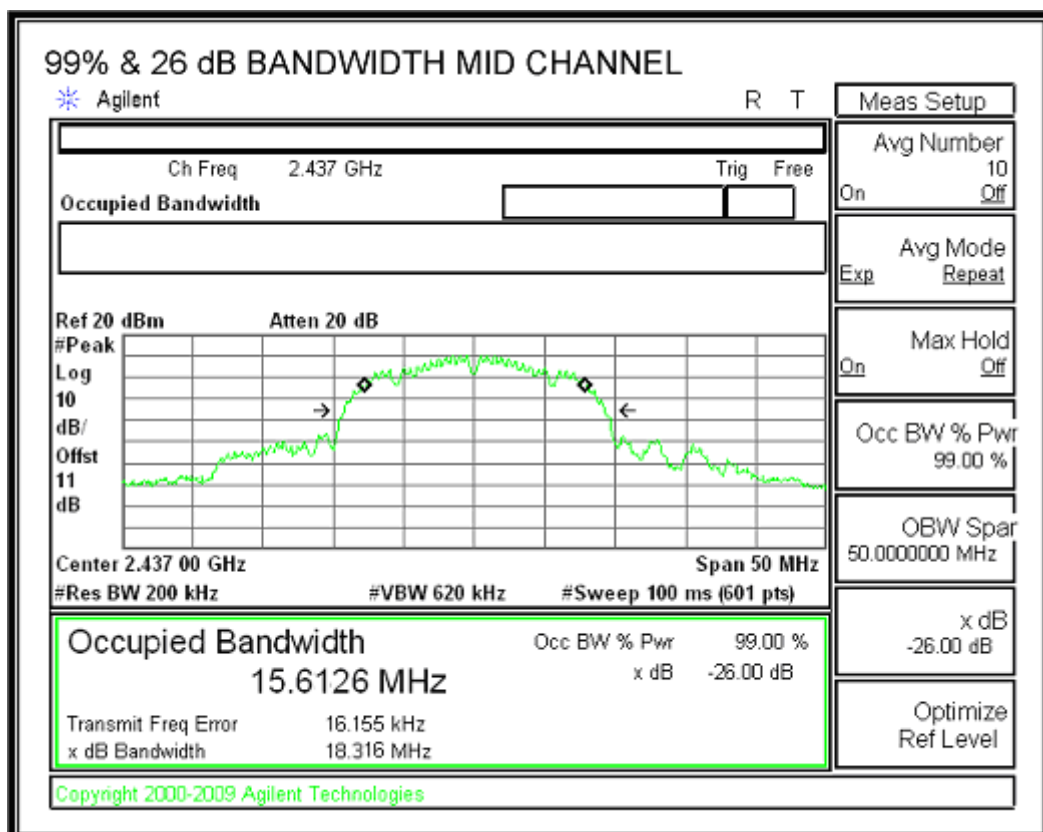 99% & 26 dB BANDWIDTH MID CHANNEL
Agilent R T
Ch Freq 2.437 GHz Trig Free
Occupied Bandwidth
Ref 20 dBm Atten 20 dB
#Peak
Log
10
dB/
Offst
11
dB
Center 2.437 00 GHz Span 50 MHz
#Res BW 200 kHz #VBW 620 kHz #Sweep 100 ms (601 pts)
Occupied Bandwidth Occ BW % Pwr 99.00 %
15.6126 MHz x dB -26.00 dB
Transmit Freq Error 16.155 kHz
x dB Bandwidth 18.316 MHz
Copyright 2000-2009 Agilent Technologies
Meas Setup
Avg Number
10
On Off
Avg Mode
Exp Repeat
Max Hold
On Off
Occ BW % Pwr
99.00 %
OBW Span
50.0000000 MHz
x dB
-26.00 dB
Optimize
Ref Level